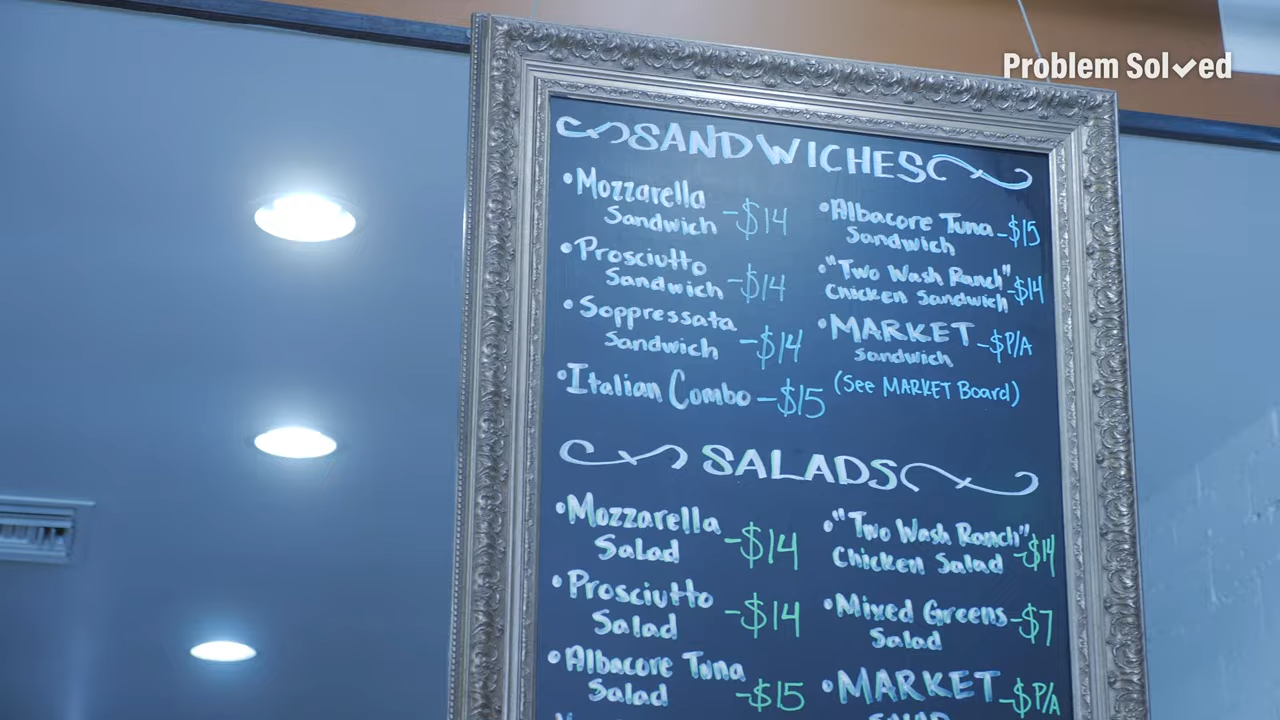 Problem Solved
SANDWICHES
•Mozzarella
Sandwich -$14
•Prosciutto
Sandwich -$14
•Soppressata
Sandwich -$14
•Italian Combo -$15
•Albacore Tuna
Sandwich -$15
•"Two Wash Ranch"
Chicken Sandwich -$14
•MARKET
Sandwich -$P/A
(See MARKET Board)
SALADS
•Mozzarella
Salad -$14
•Prosciutto
Salad -$14
•Albacore Tuna
Salad -$15
•"Two Wash Ranch"
Chicken Salad -$14
•Mixed Greens
Salad -$7
•MARKET -$P/A